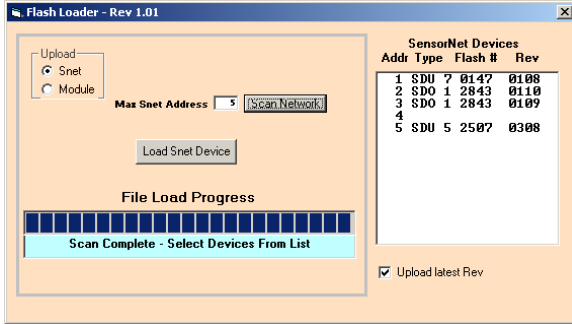 Flash Loader - Rev 1.01
Upload
Snet
Module
Max Snet Address 5 Scan Network
Load Snet Device
File Load Progress
Scan Complete - Select Devices From List
SensorNet Devices
Addr Type Flash # Rev
1 SDU 7 0147 0108
2 SDO 1 2843 0110
3 SDO 1 2843 0109
4
5 SDU 5 2507 0308
Upload latest Rev